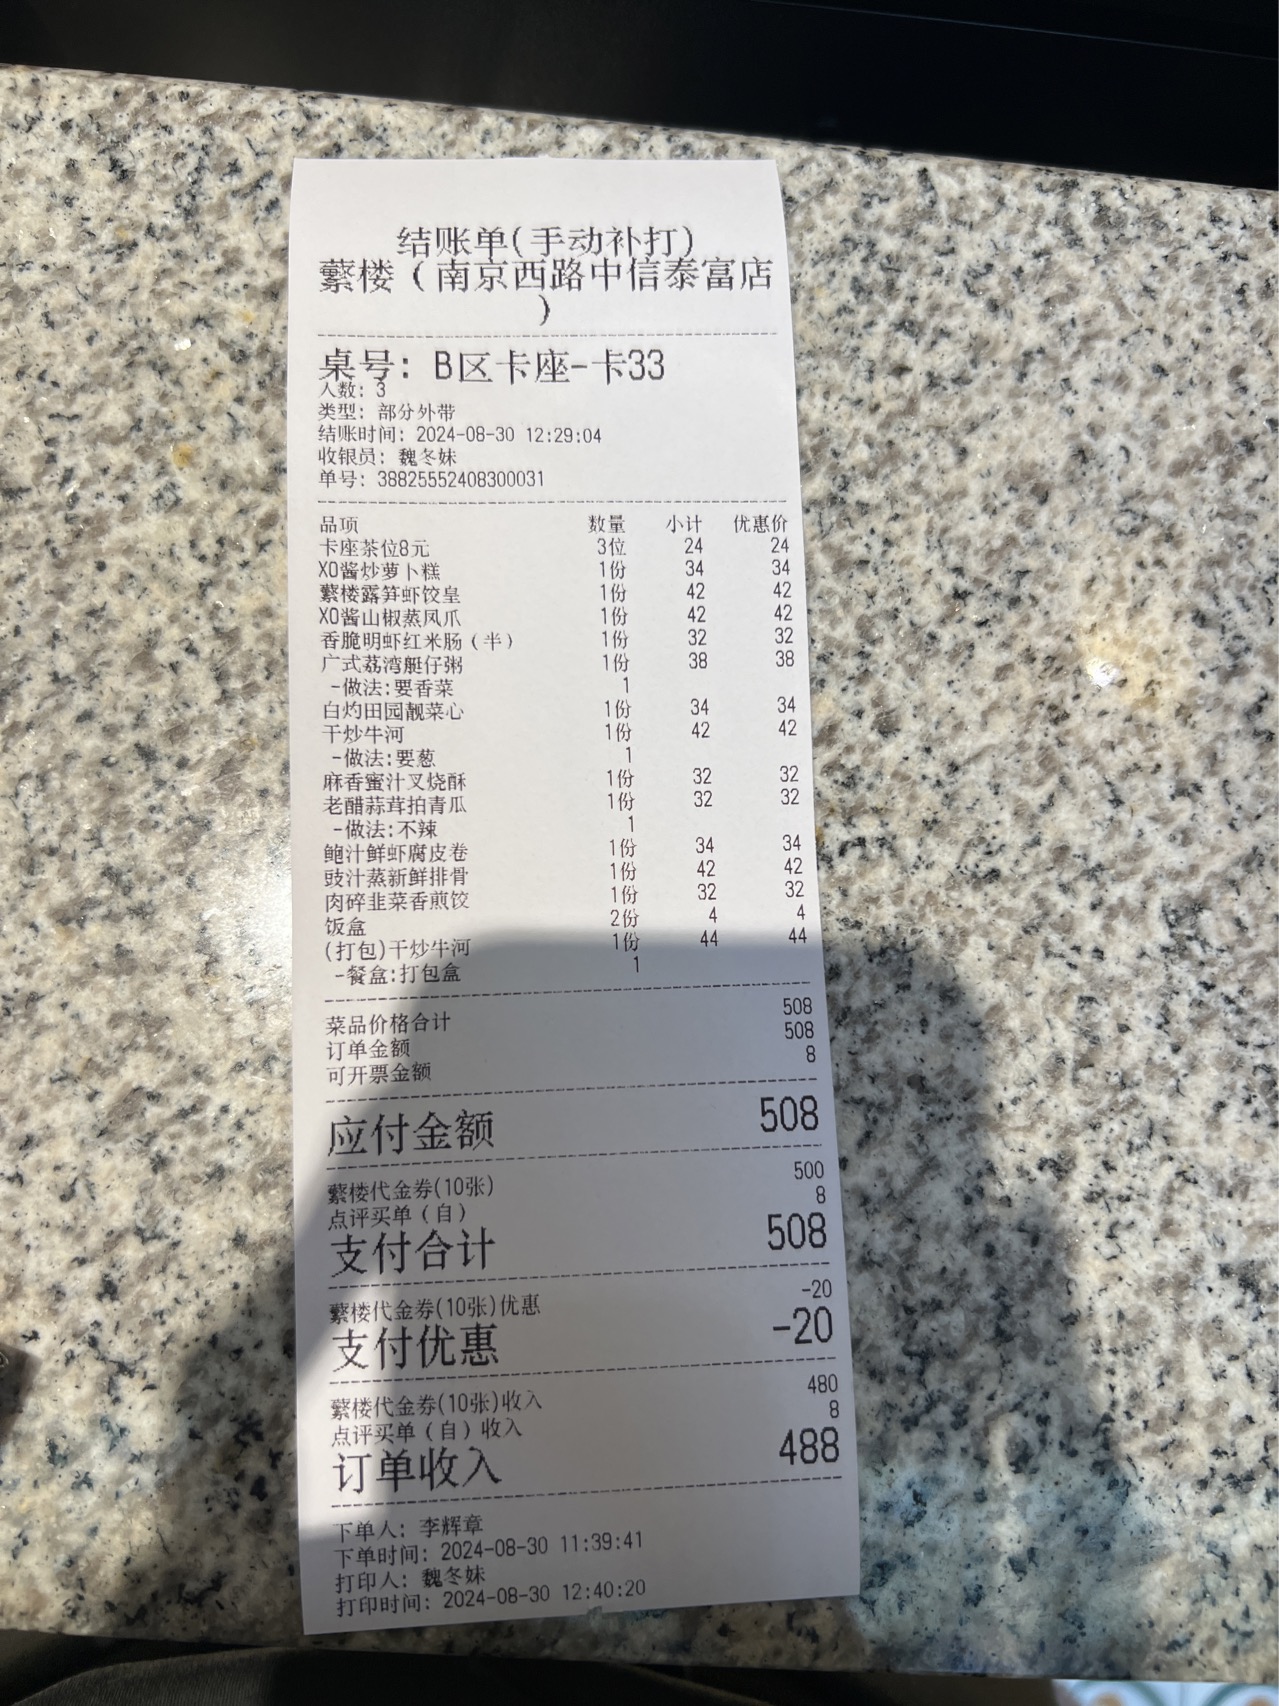 结账单(手动补打)
蘩楼（南京西路中信泰富店
）
桌号: B区卡座-卡33
人数: 3
类型: 部分外带
结账时间: 2024-08-30 12:29:04
收银员: 魏冬妹
单号: 38825552408300031
品项 数量 小计 优惠价
卡座茶位8元 3位 24 24
XO酱炒萝卜糕 1份 34 34
蘩楼露笋虾饺皇 1份 42 42
XO酱山椒蒸凤爪 1份 42 42
香脆明虾红米肠（半） 1份 32 32
广式荔湾艇仔粥 1份 38 38
-做法:要香菜 1
白灼田园靓菜心 1份 34 34
干炒牛河 1份 42 42
-做法:要葱 1
麻香蜜汁叉烧酥 1份 32 32
老醋蒜茸拍青瓜 1份 32 32
-做法:不辣 1
鲍汁鲜虾腐皮卷 1份 34 34
豉汁蒸新鲜排骨 1份 42 42
肉碎韭菜香煎饺 1份 32 32
饭盒 2份 4 4
(打包)干炒牛河 1份 44 44
-餐盒:打包盒 1
菜品价格合计 508
订单金额 508
可开票金额 8
应付金额 508
蘩楼代金券(10张) 500
点评买单（自） 8
支付合计 508
蘩楼代金券(10张)优惠 -20
支付优惠 -20
蘩楼代金券(10张)收入 480
点评买单（自）收入 8
订单收入 488
下单人: 李辉章
下单时间: 2024-08-30 11:39:41
打印人: 魏冬妹
打印时间: 2024-08-30 12:40:20